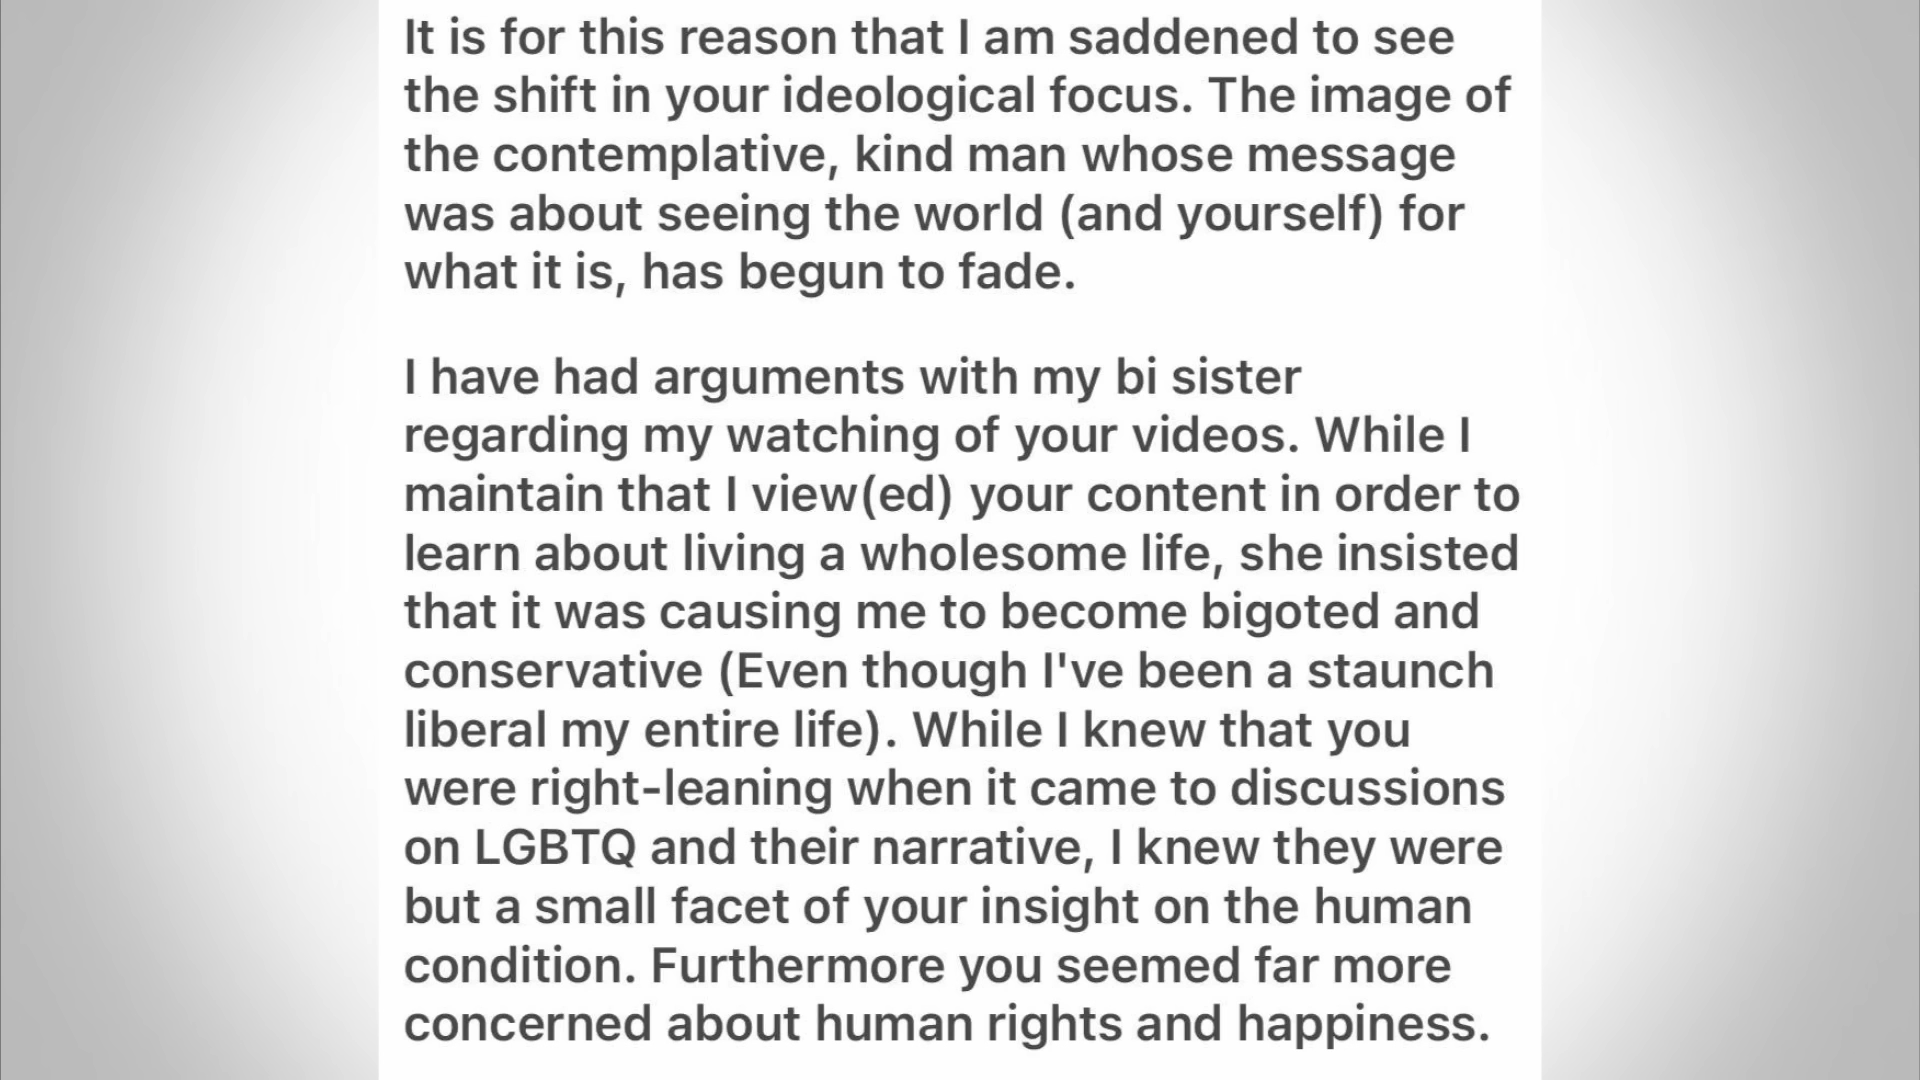 It is for this reason that I am saddened to see
the shift in your ideological focus. The image of
the contemplative, kind man whose message
was about seeing the world (and yourself) for
what it is, has begun to fade.
I have had arguments with my bi sister
regarding my watching of your videos. While I
maintain that I view(ed) your content in order to
learn about living a wholesome life, she insisted
that it was causing me to become bigoted and
conservative (Even though I've been a staunch
liberal my entire life). While I knew that you
were right-leaning when it came to discussions
on LGBTQ and their narrative, I knew they were
but a small facet of your insight on the human
condition. Furthermore you seemed far more
concerned about human rights and happiness.